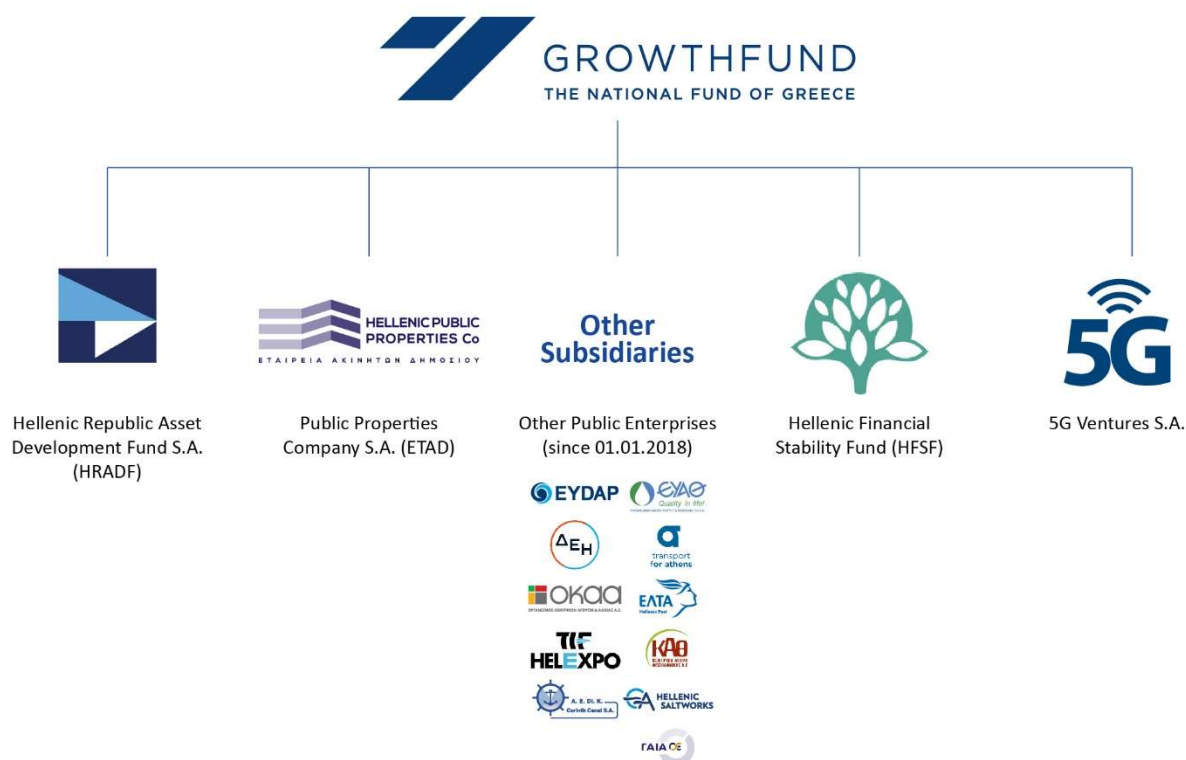 GROWTHFUND
THE NATIONAL FUND OF GREECE
HELLENIC PUBLIC
PROPERTIES Co
ΕΤΑΙΡΕΙΑ ΑΚΙΝΗΤΩΝ ΔΗΜΟΣΙΟΥ
Other
Subsidiaries
5G
Hellenic Republic Asset
Development Fund S.A.
(HRADF)
Public Properties
Company S.A. (ETAD)
Other Public Enterprises
(since 01.01.2018)
Hellenic Financial
Stability Fund (HFSF)
5G Ventures S.A.
EYDAP
ΕΥΑΘ
Quality in life!
ΔΕΗ
transport
for athens
οκαα
ΕΛΤΑ
Hellenic Post
TIF
HELEXPO
ΚΑΘ
A. E. DI. K.
Corinth Canal S.A.
HELLENIC
SALTWORKS
ΓΑΙΑ ΟΕ